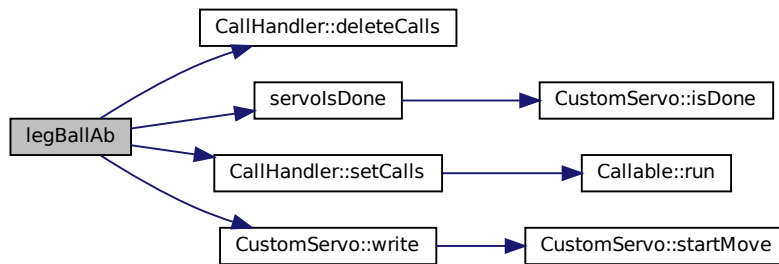 CallHandler::deleteCalls
servoIsDone
CustomServo::isDone
legBallAb
CallHandler::setCalls
Callable::run
CustomServo::write
CustomServo::startMove